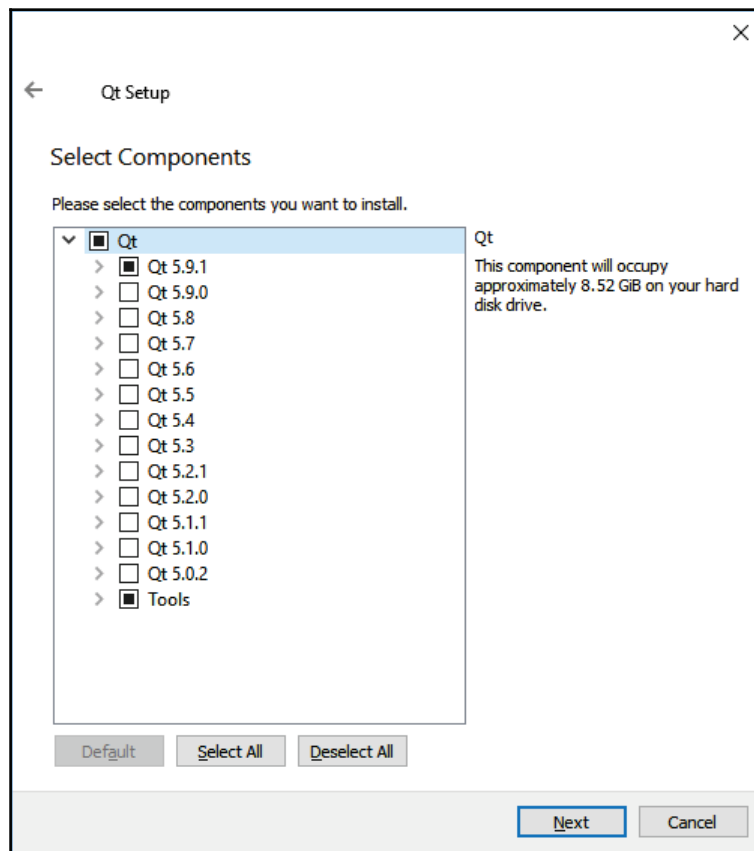 Qt Setup
Select Components
Please select the components you want to install.
Qt
Qt 5.9.1
Qt 5.9.0
Qt 5.8
Qt 5.7
Qt 5.6
Qt 5.5
Qt 5.4
Qt 5.3
Qt 5.2.1
Qt 5.2.0
Qt 5.1.1
Qt 5.1.0
Qt 5.0.2
Tools
Qt
This component will occupy
approximately 8.52 GiB on your hard
disk drive.
Default Select All Deselect All
Next Cancel